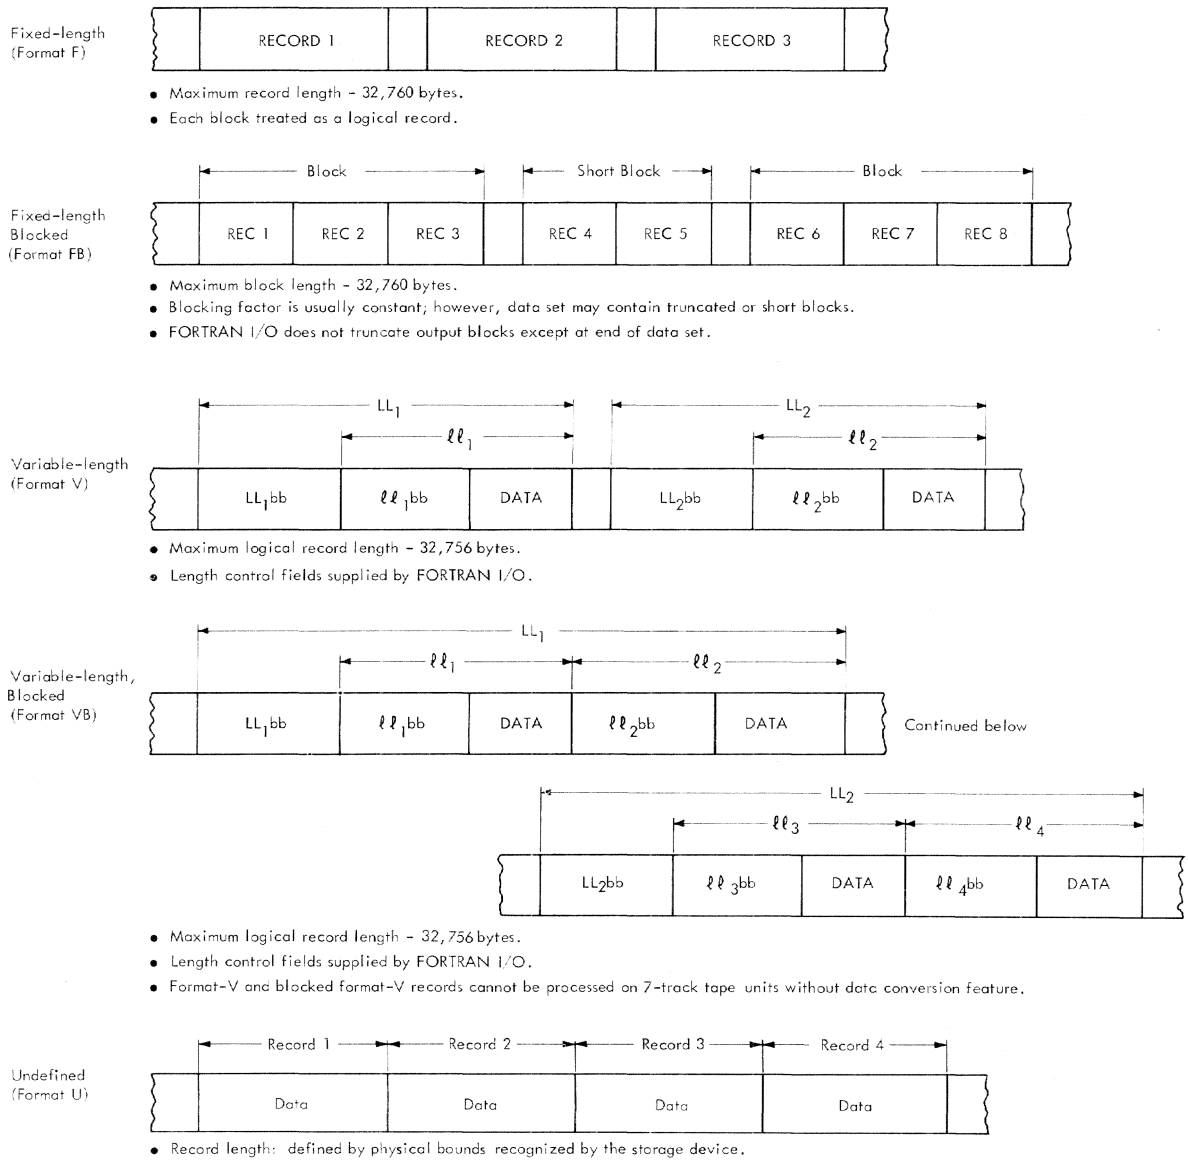 Fixed-length
(Format F)
RECORD 1 RECORD 2 RECORD 3
• Maximum record length - 32,760 bytes.
• Each block treated as a logical record.
Block Short Block Block
Fixed-length
Blocked
(Format FB)
REC 1 REC 2 REC 3 REC 4 REC 5 REC 6 REC 7 REC 8
• Maximum block length - 32,760 bytes.
• Blocking factor is usually constant; however, data set may contain truncated or short blocks.
• FORTRAN I/O does not truncate output blocks except at end of data set.
LL₁ LL₂
ℓℓ₁ ℓℓ₂
Variable-length
(Format V)
LL₁bb ℓℓ₁bb DATA LL₂bb ℓℓ₂bb DATA
• Maximum logical record length - 32,756 bytes.
• Length control fields supplied by FORTRAN I/O.
LL₁
ℓℓ₁ ℓℓ₂
Variable-length,
Blocked
(Format VB)
LL₁bb ℓℓ₁bb DATA ℓℓ₂bb DATA Continued below
LL₂
ℓℓ₃ ℓℓ₄
LL₂bb ℓℓ₃bb DATA ℓℓ₄bb DATA
• Maximum logical record length - 32,756 bytes.
• Length control fields supplied by FORTRAN I/O.
• Format-V and blocked format-V records cannot be processed on 7-track tape units without data conversion feature.
Record 1 Record 2 Record 3 Record 4
Undefined
(Format U)
Data Data Data Data
• Record length: defined by physical bounds recognized by the storage device.